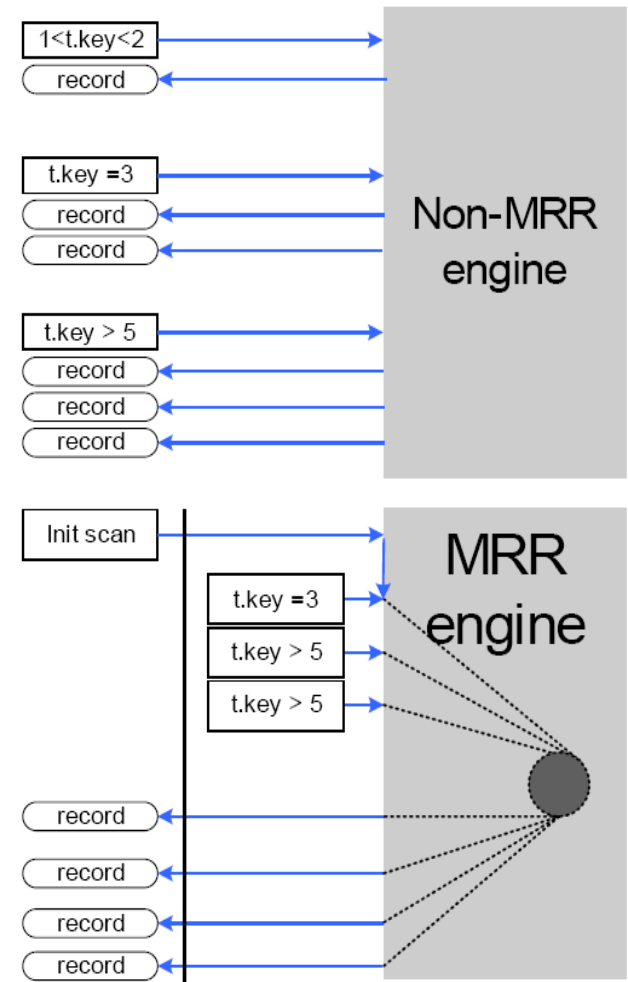 1<t.key<2
record
t.key =3
record
record
Non-MRR
engine
t.key > 5
record
record
record
Init scan
MRR
engine
t.key =3
t.key > 5
t.key > 5
record
record
record
record